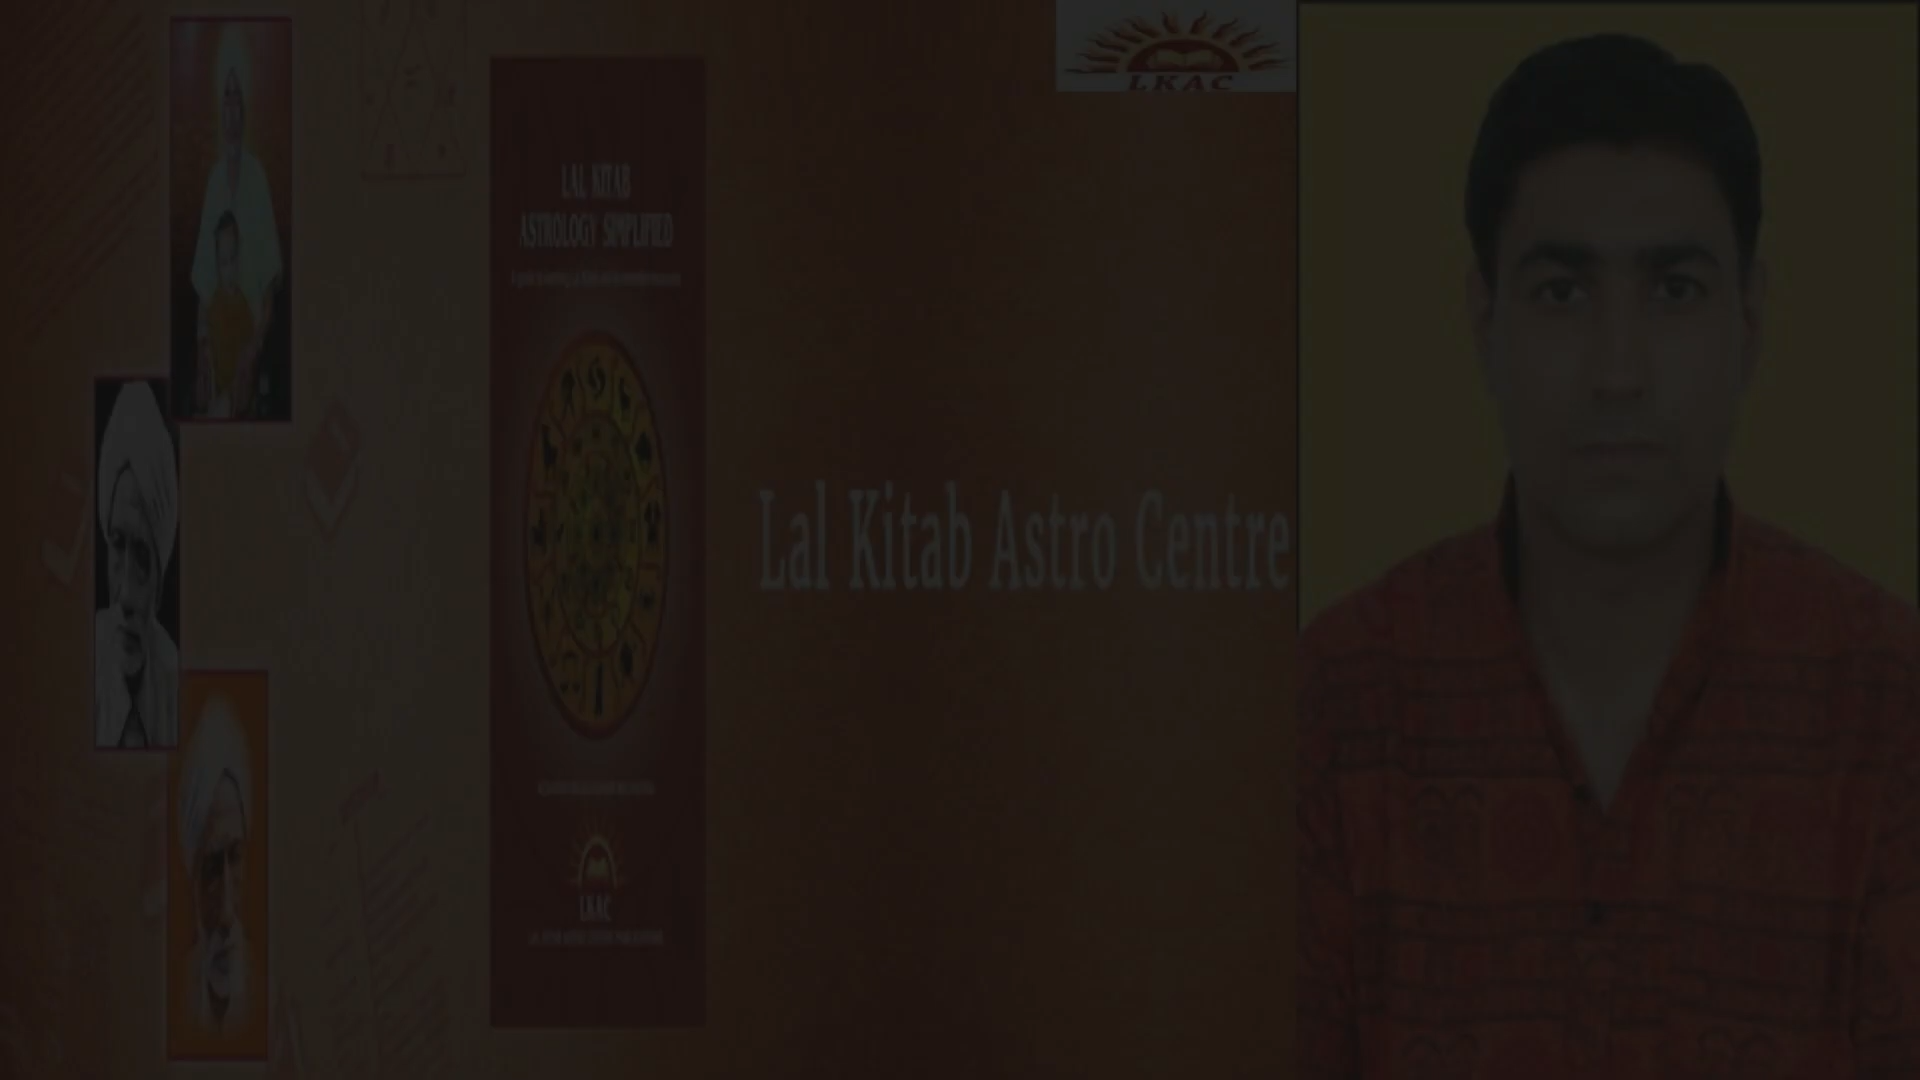 LKAC
LAL KITAB
ASTROLOGY SIMPLIFIED
LKAC
Lal Kitab Astro Centre